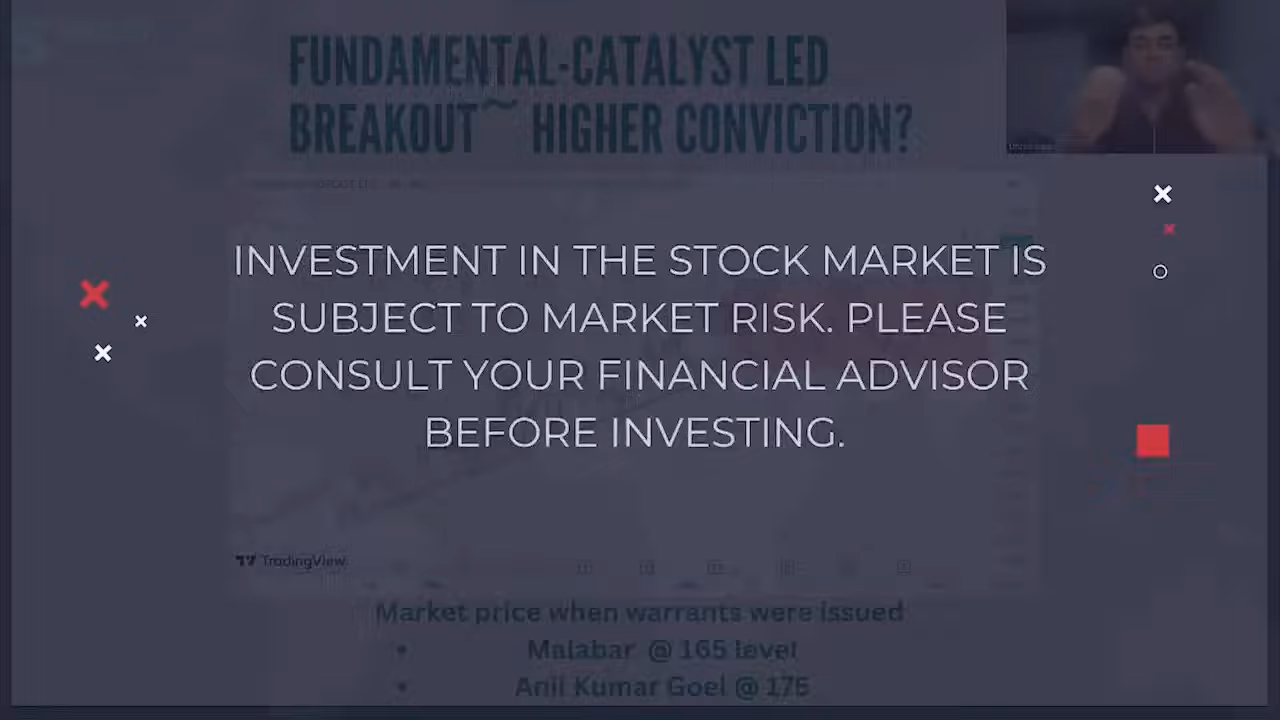 FUNDAMENTAL-CATALYST LED
BREAKOUT~ HIGHER CONVICTION?
INVESTMENT IN THE STOCK MARKET IS
SUBJECT TO MARKET RISK. PLEASE
CONSULT YOUR FINANCIAL ADVISOR
BEFORE INVESTING.
TradingView
Market price when warrants were issued
• Malabar @ 165 level
• Anil Kumar Goel @ 175